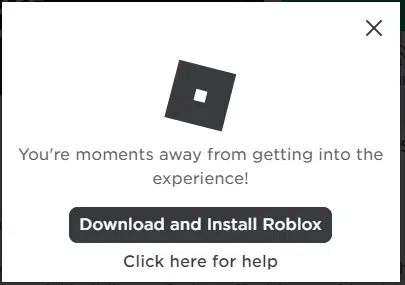 You're moments away from getting into the
experience!
Download and Install Roblox
Click here for help